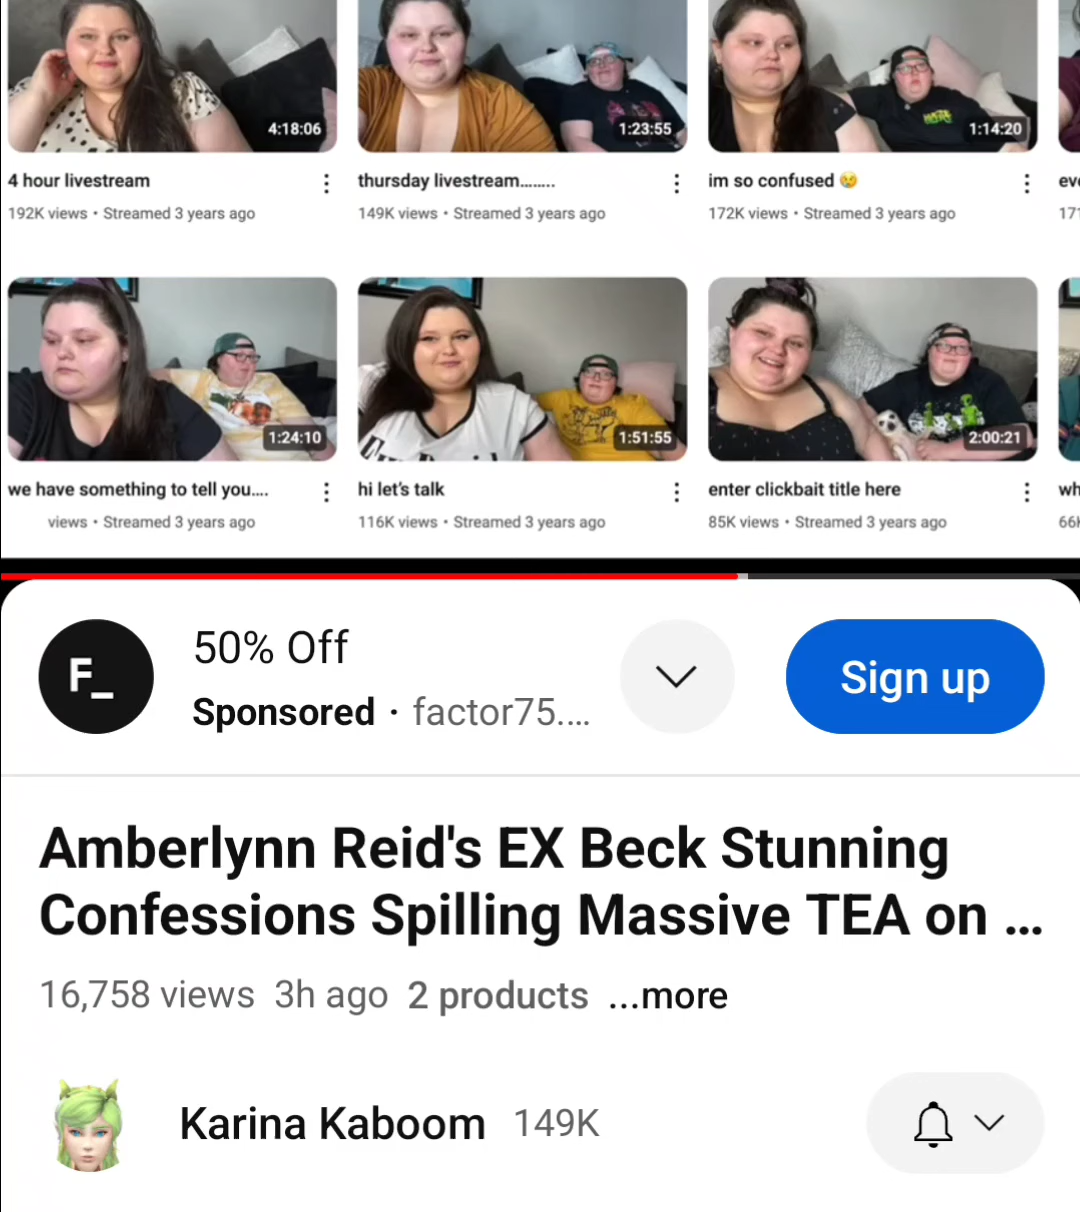 4:18:06
1:23:55
1:14:20
4 hour livestream
thursday livestream........
im so confused 😢
eve
192K views • Streamed 3 years ago
149K views • Streamed 3 years ago
172K views • Streamed 3 years ago
171
1:24:10
1:51:55
2:00:21
we have something to tell you....
hi let's talk
enter clickbait title here
wh
views • Streamed 3 years ago
116K views • Streamed 3 years ago
85K views • Streamed 3 years ago
66K
F_
50% Off
Sponsored · factor75....
Sign up
Amberlynn Reid's EX Beck Stunning
Confessions Spilling Massive TEA on ...
16,758 views 3h ago 2 products ...more
Karina Kaboom 149K